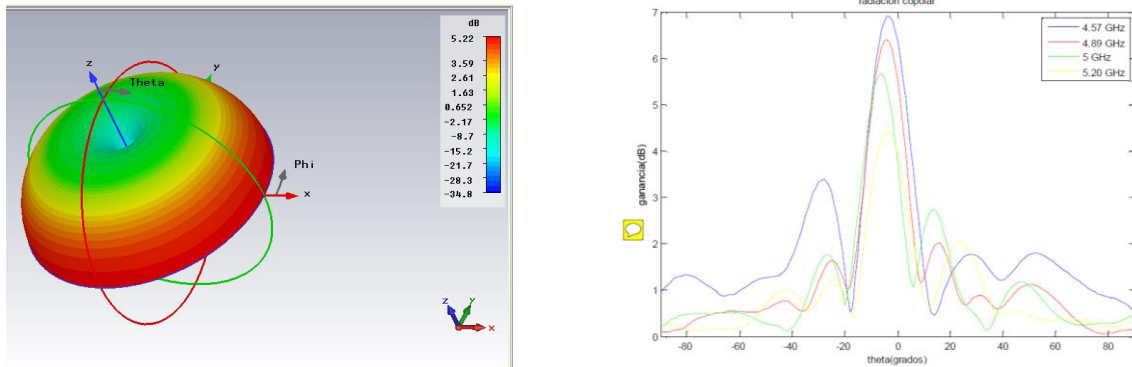 dB
5.22
3.59
2.61
1.63
0.652
-2.17
-8.7
-15.2
-21.7
-28.3
-34.8
z
y
Theta
Phi
x
z
y
x
radiacion copolar
7
6
5
4
3
2
1
0
ganancia(dB)
4.57 GHz
4.89 GHz
5 GHz
5.20 GHz
-80
-60
-40
-20
0
20
40
60
80
theta(grados)